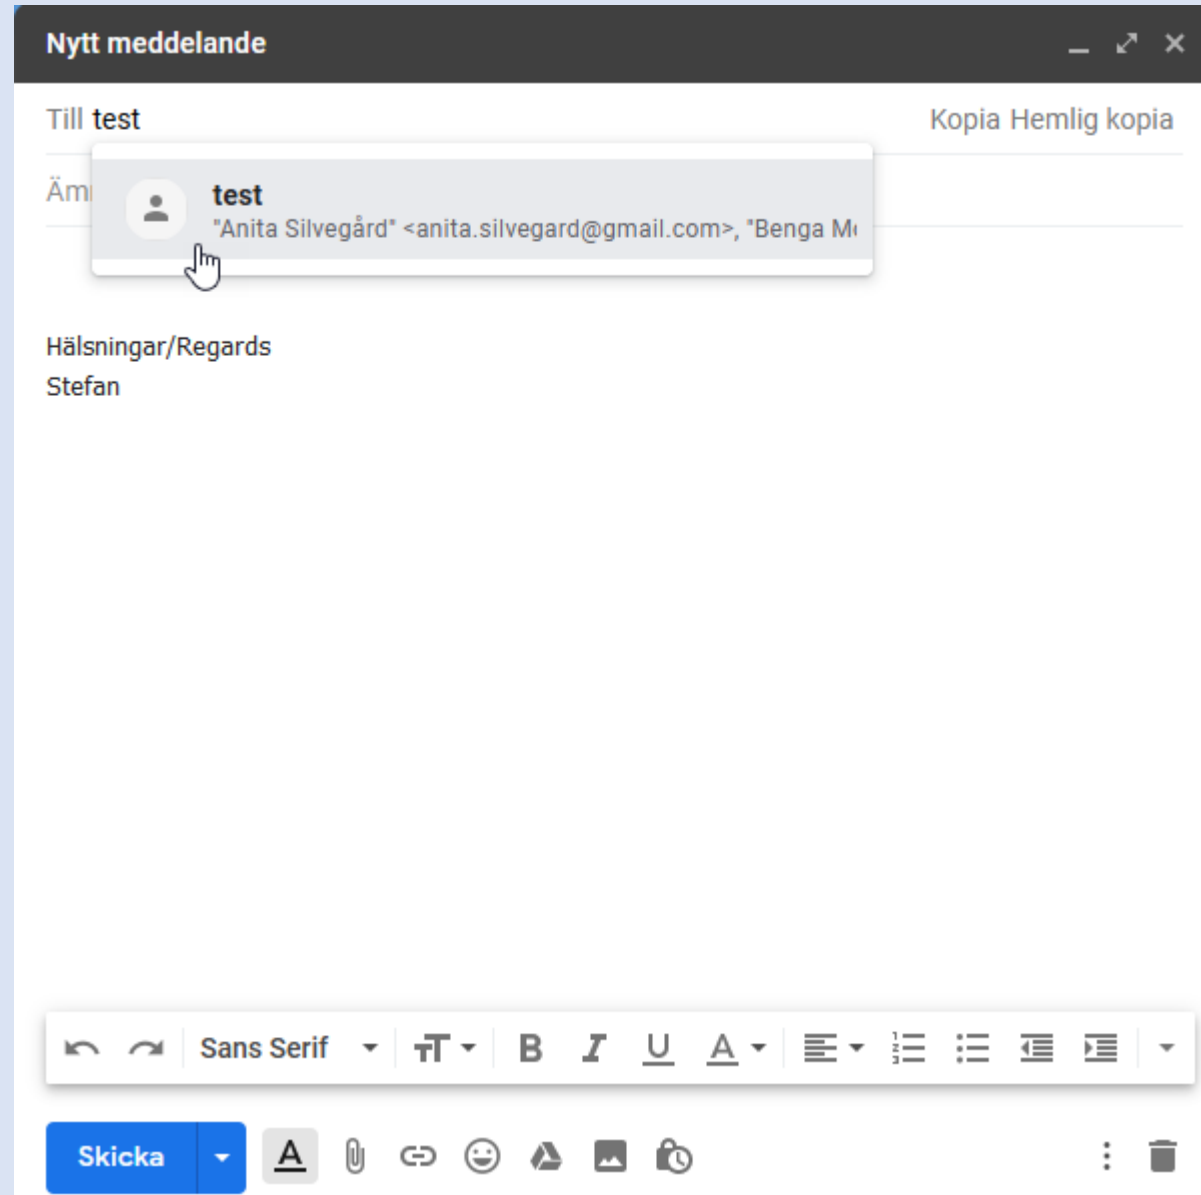 Nytt meddelande
Till test Kopia Hemlig kopia
test
"Anita Silvegård" <anita.silvegard@gmail.com>, "Benga
Hälsningar/Regards
Stefan
Sans Serif
Skicka